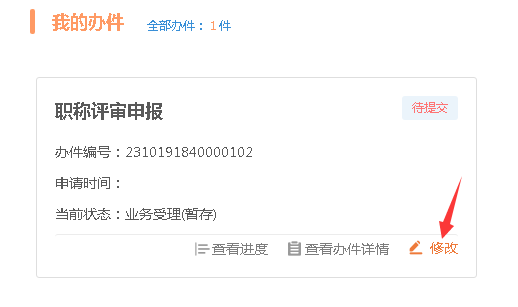 我的办件 全部办件： 1 件
职称评审申报 待提交
办件编号：2310191840000102
申请时间：
当前状态：业务受理(暂存)
查看进度 查看办件详情 修改